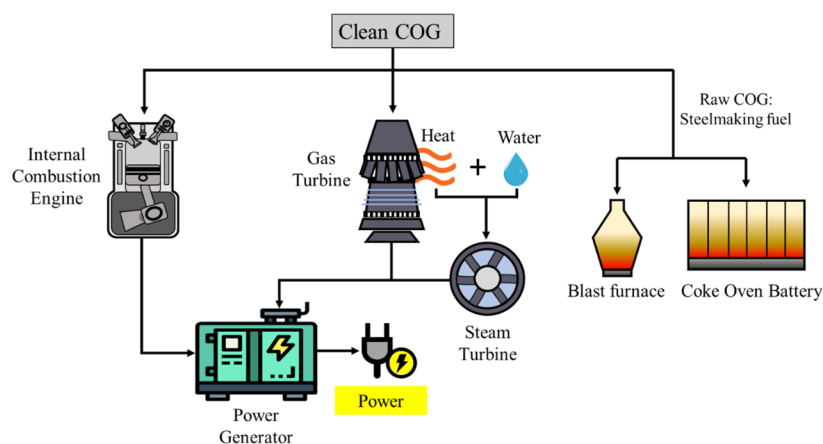 Clean COG
Raw COG:
Steelmaking fuel
Internal
Combustion
Engine
Gas
Turbine
Heat
+
Water
Blast furnace
Coke Oven Battery
Steam
Turbine
Power
Power
Generator